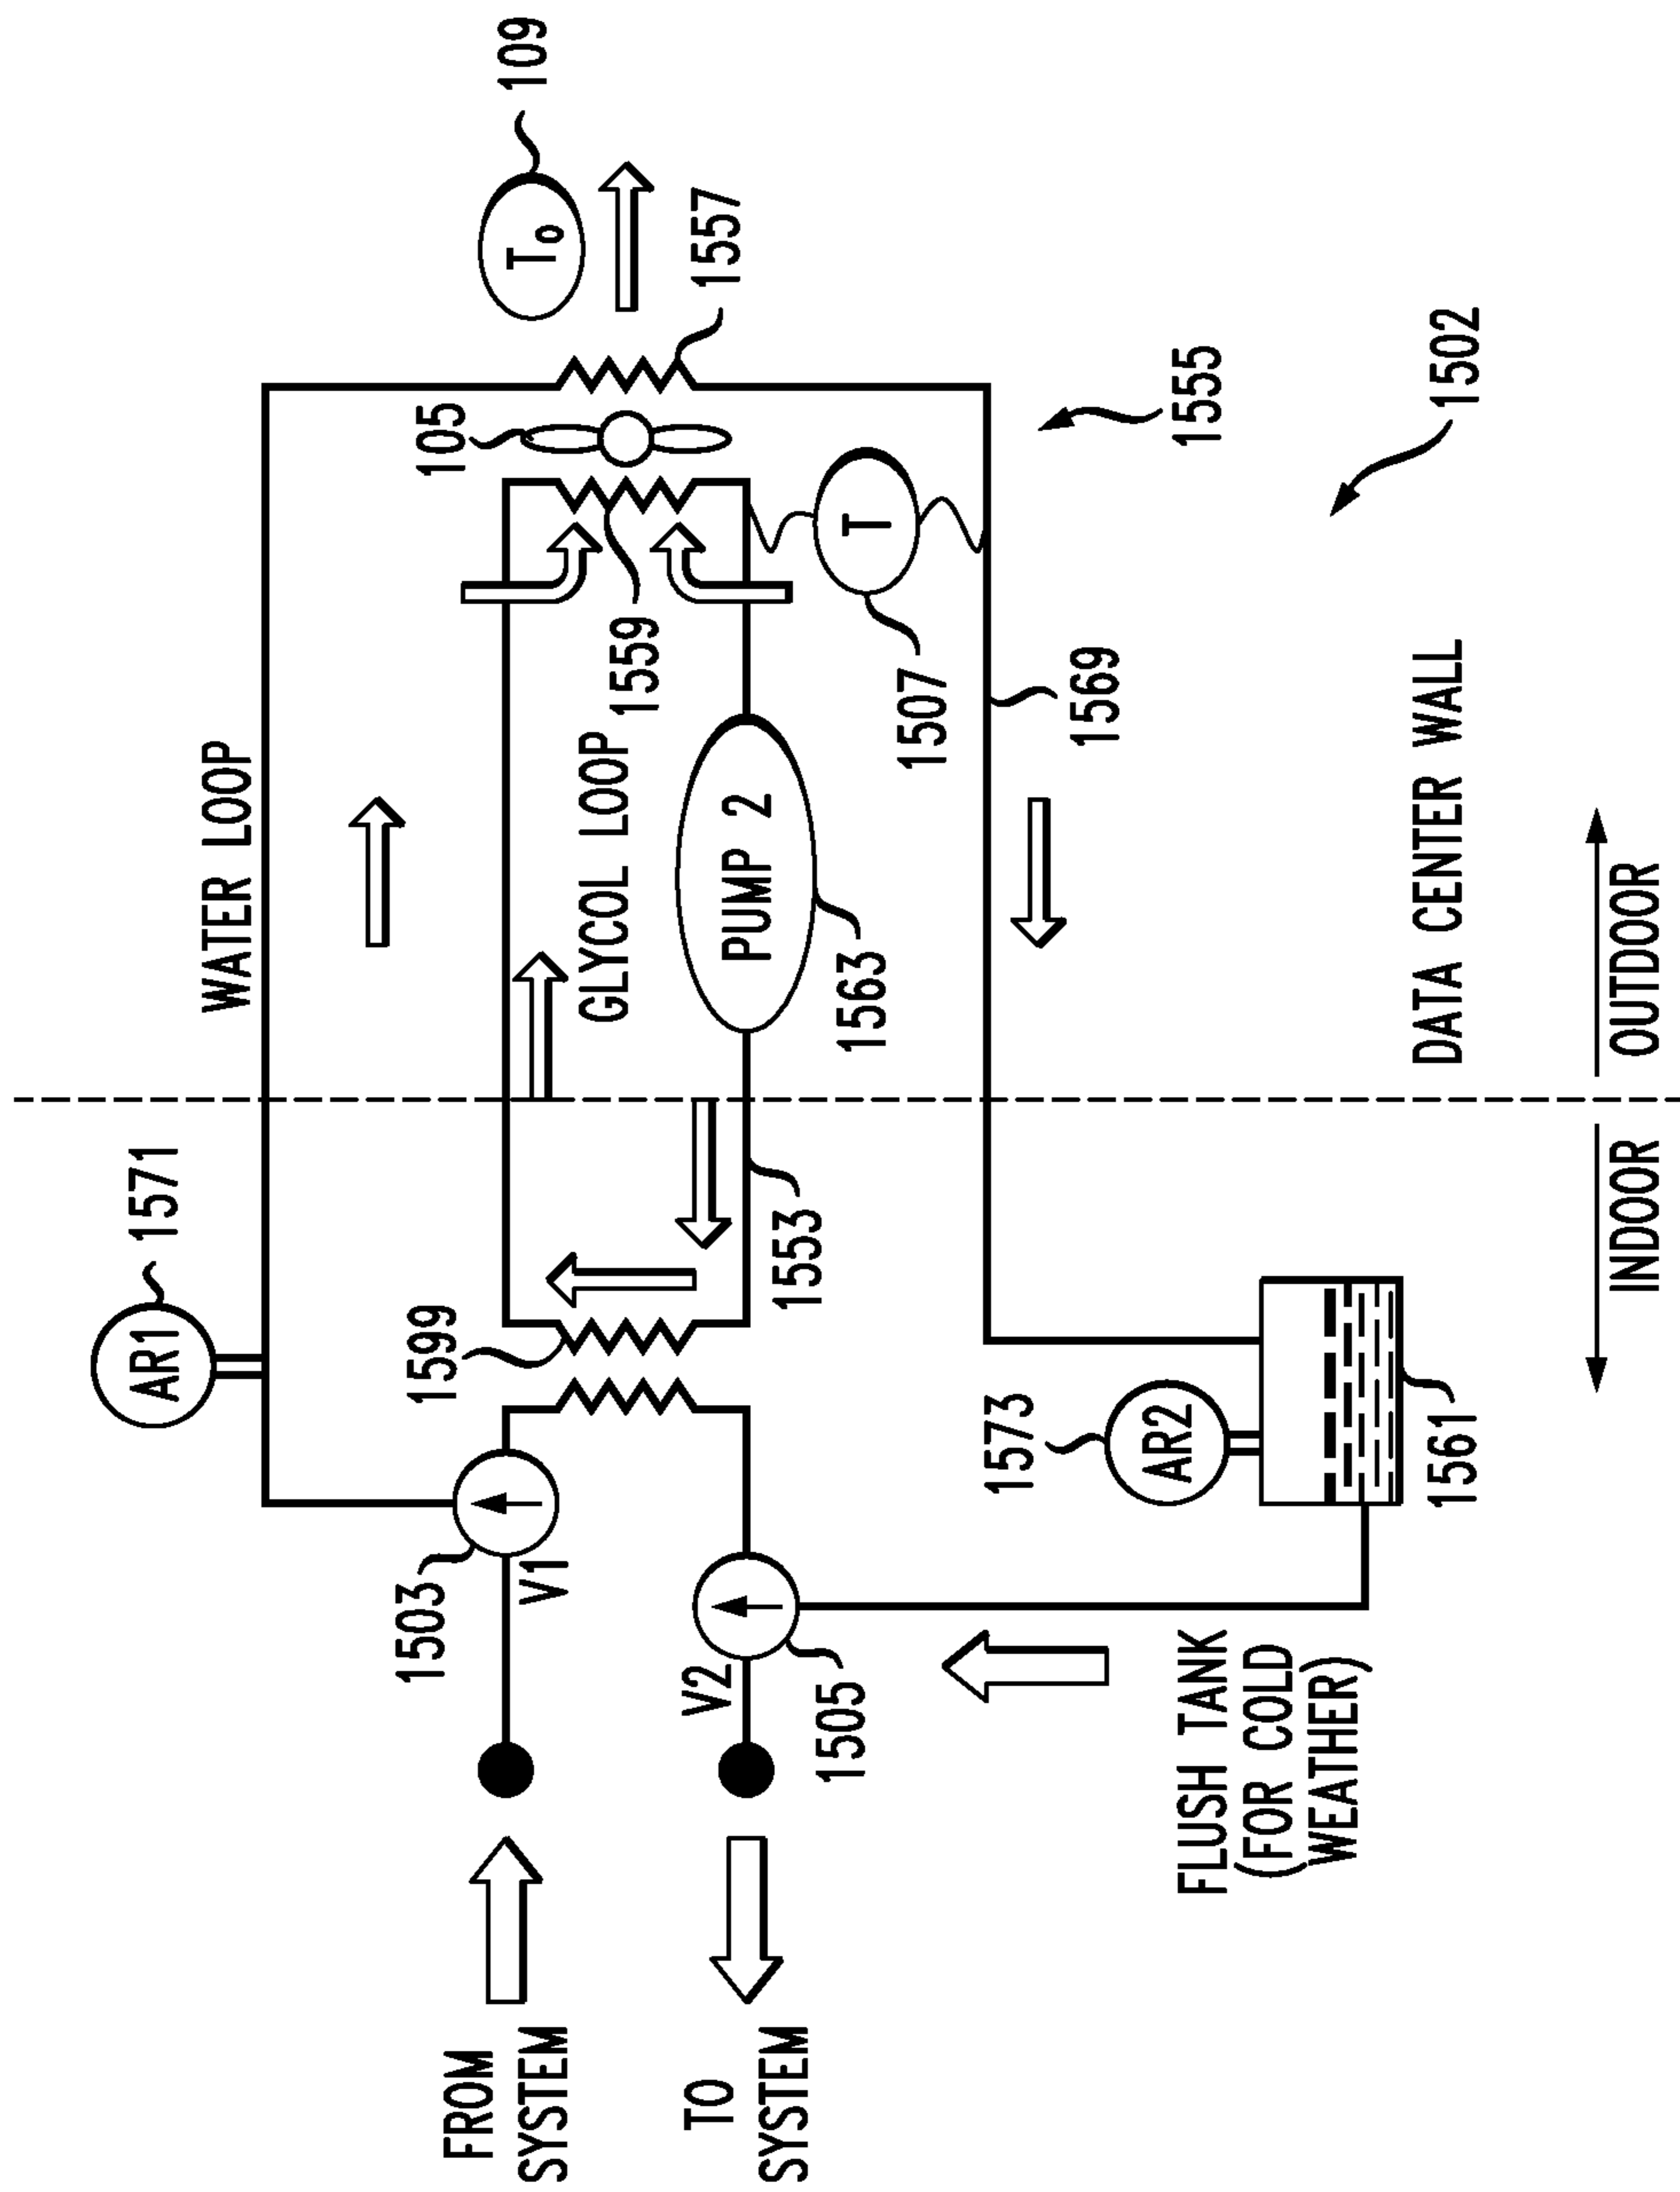 109
T0
1557
105
1555
1502
WATER LOOP
1559
GLYCOL LOOP
T
1507
1569
PUMP 2
1563
DATA CENTER WALL
OUTDOOR
INDOOR
1571
AR1
1599
1553
1573
AR2
1561
1503
V1
V2
1505
FLUSH TANK
(FOR COLD
WEATHER)
FROM
SYSTEM
TO
SYSTEM